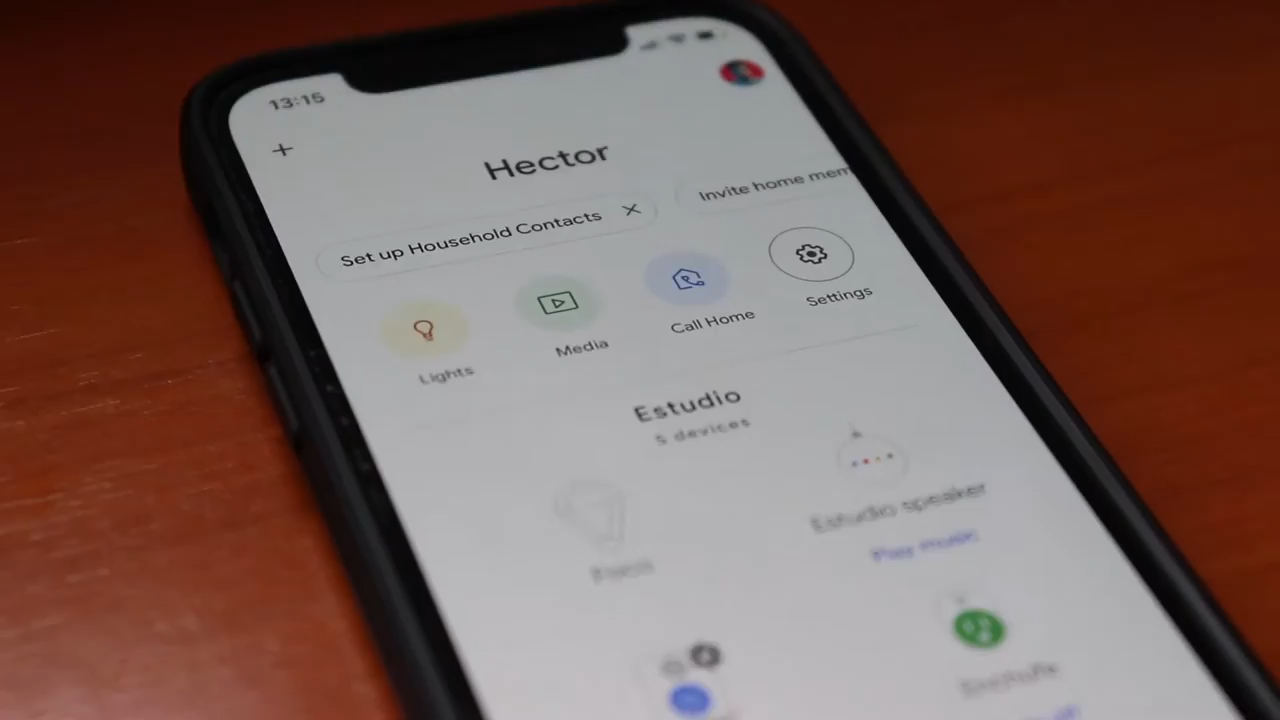 13:15
+
Hector
Set up Household Contacts ×
Invite home mem
Lights
Media
Call Home
Settings
Estudio
5 devices
Estudio speaker
Play music
Enchufe